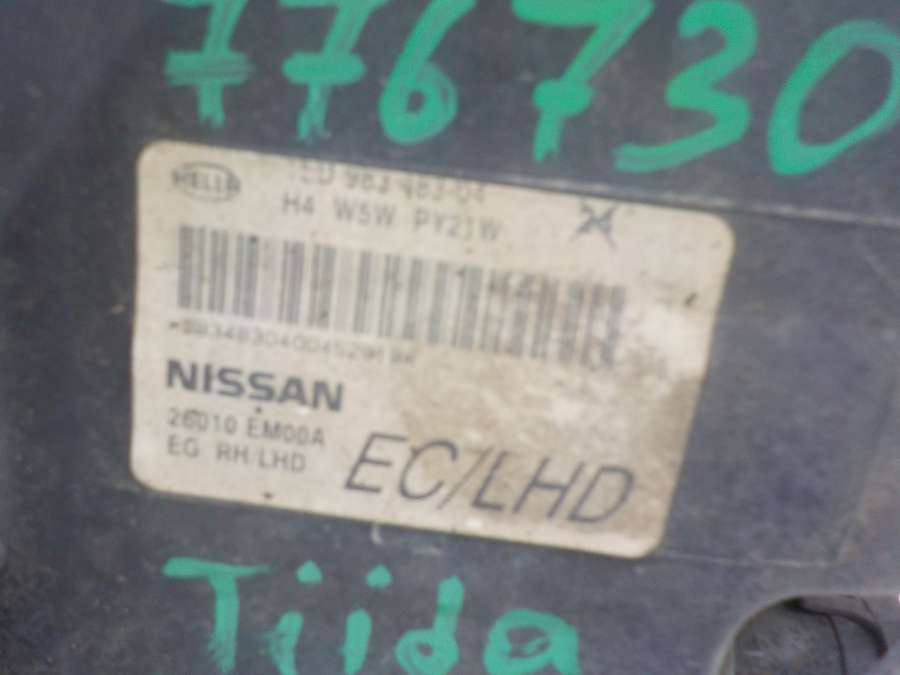 776730
HELLA
H4 W5W PY21W
NISSAN
26010 EM00A
EG RH/LHD
EC/LHD
Tiida